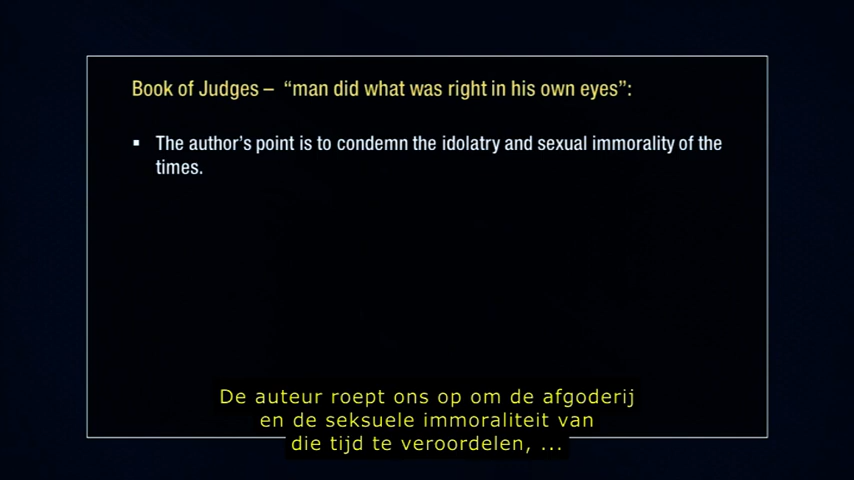 Book of Judges – “man did what was right in his own eyes”:
▪ The author’s point is to condemn the idolatry and sexual immorality of the
times.
De auteur roept ons op om de afgoderij
en de seksuele immoraliteit van
die tijd te veroordelen, ...